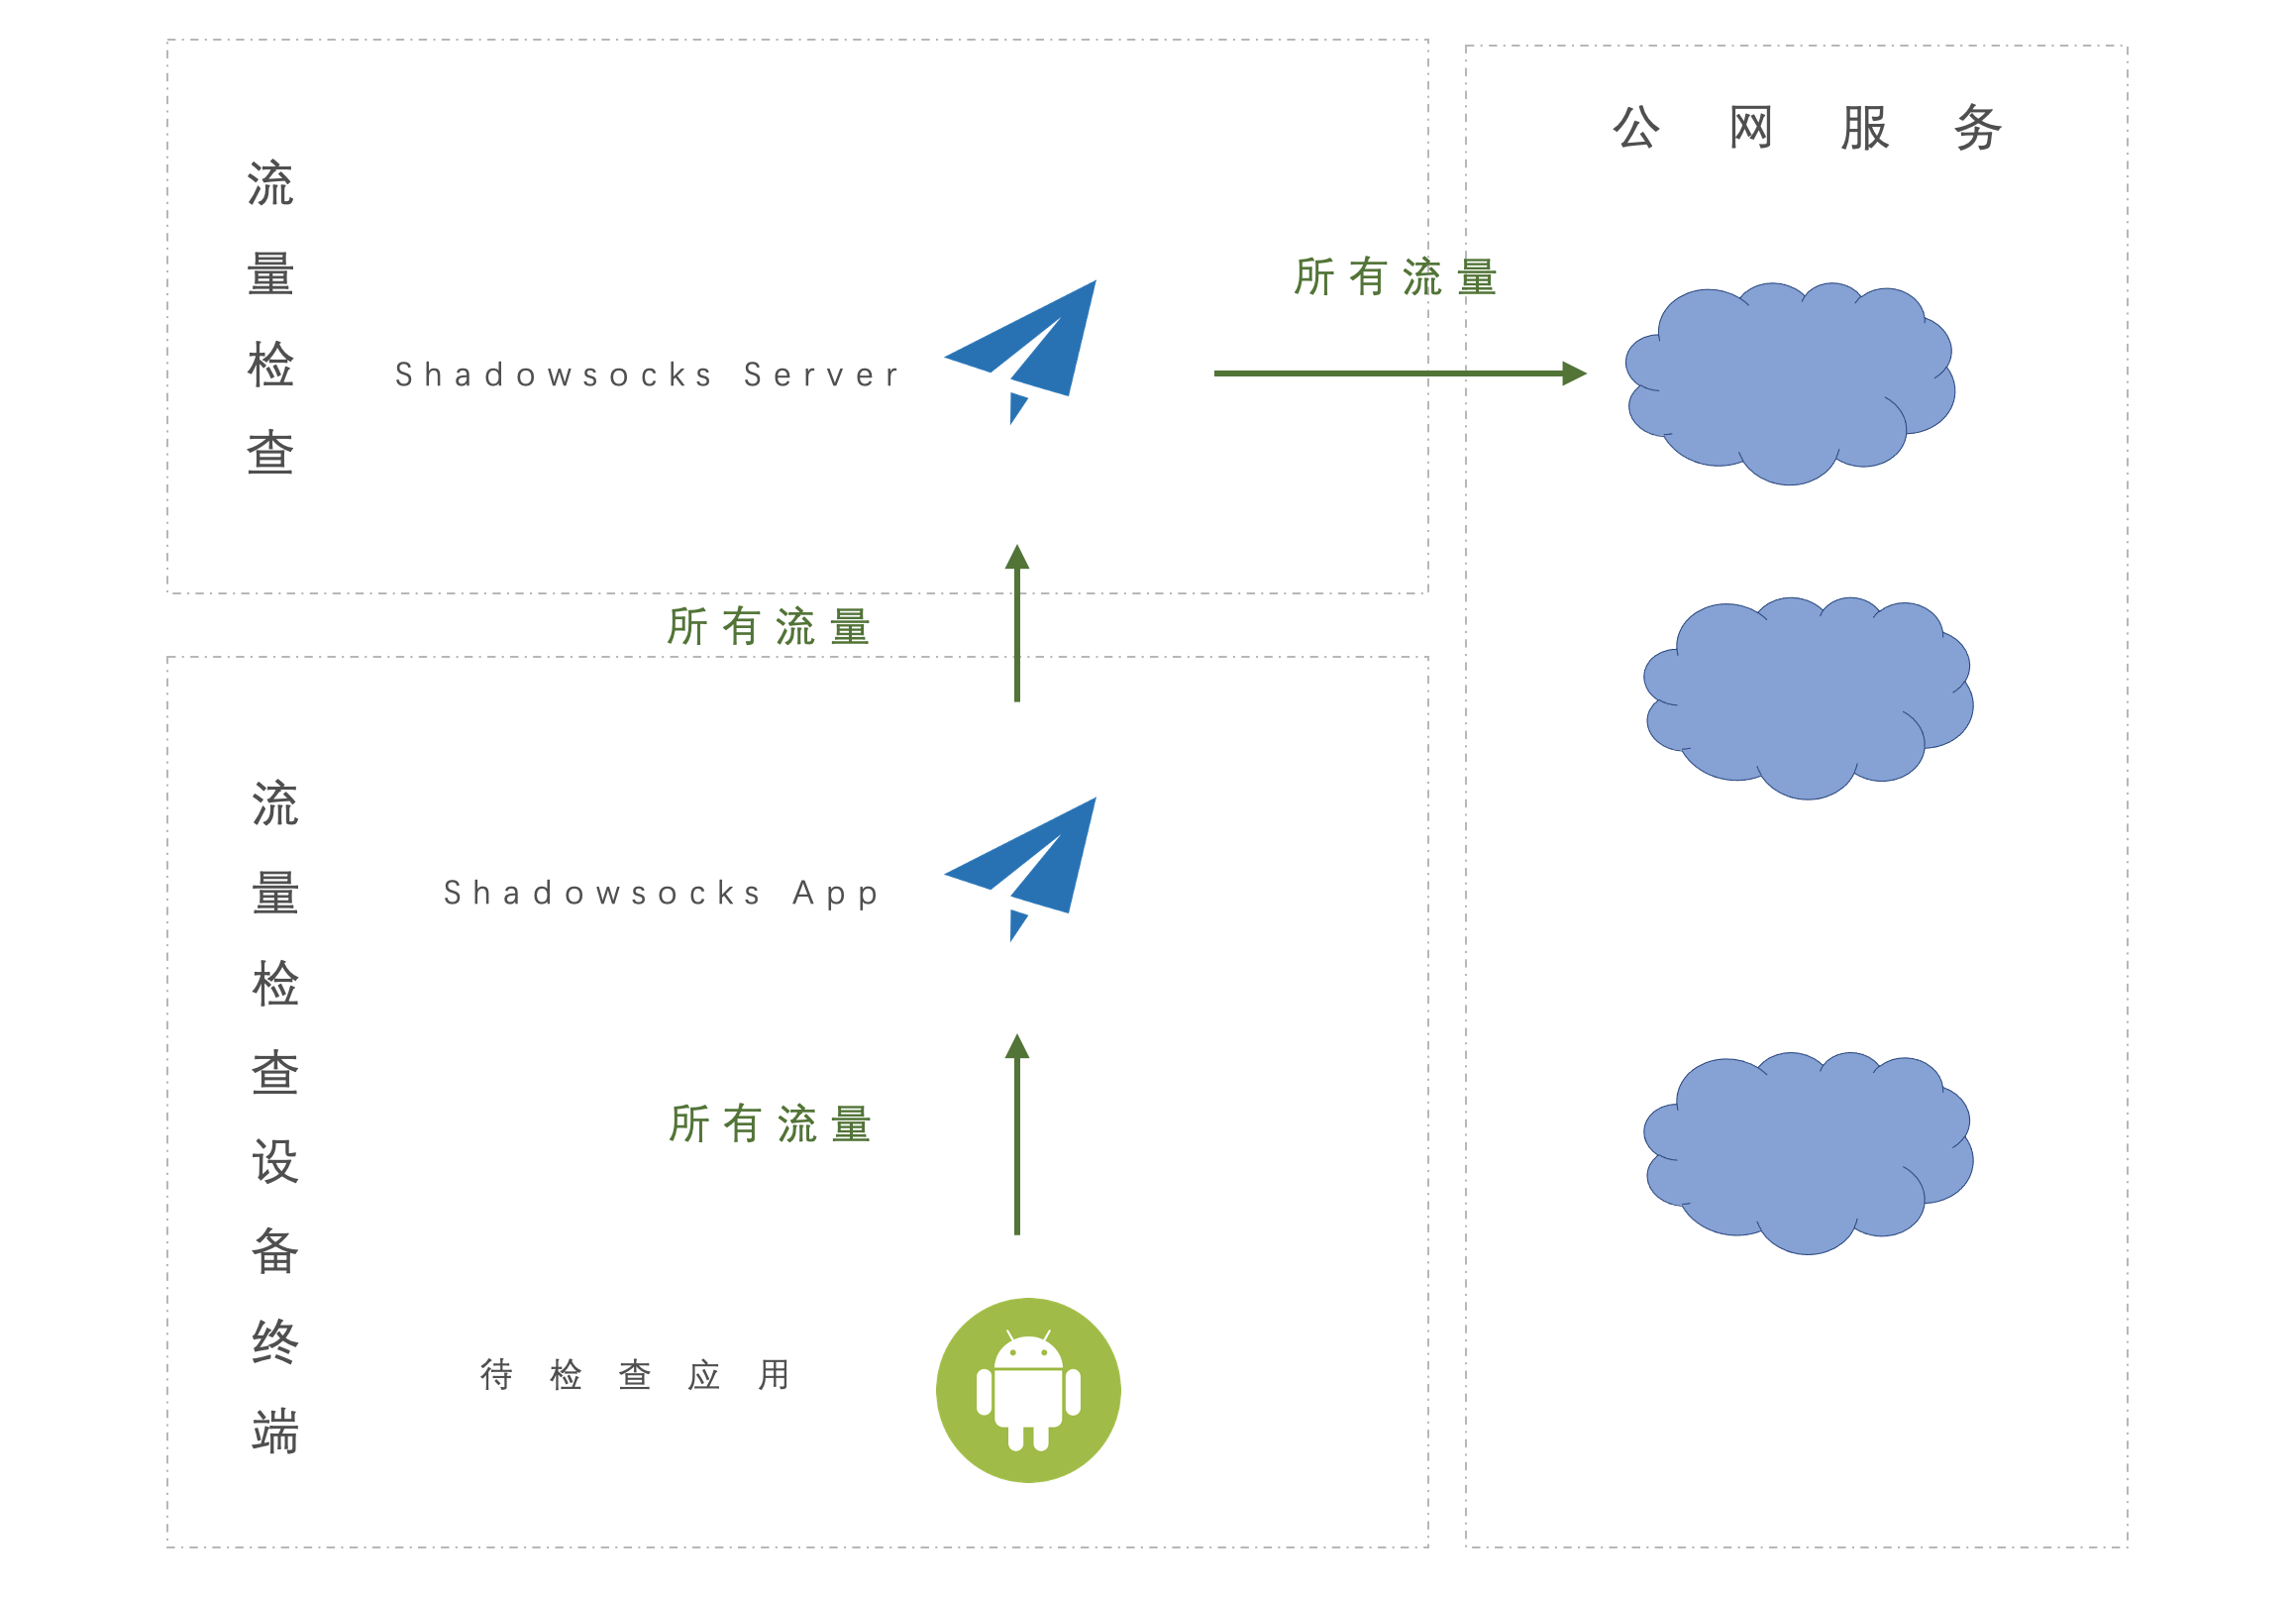 公网服务
流量检查
所有流量
Shadowsocks Server
所有流量
流量检查设备终端
Shadowsocks App
所有流量
待检查应用